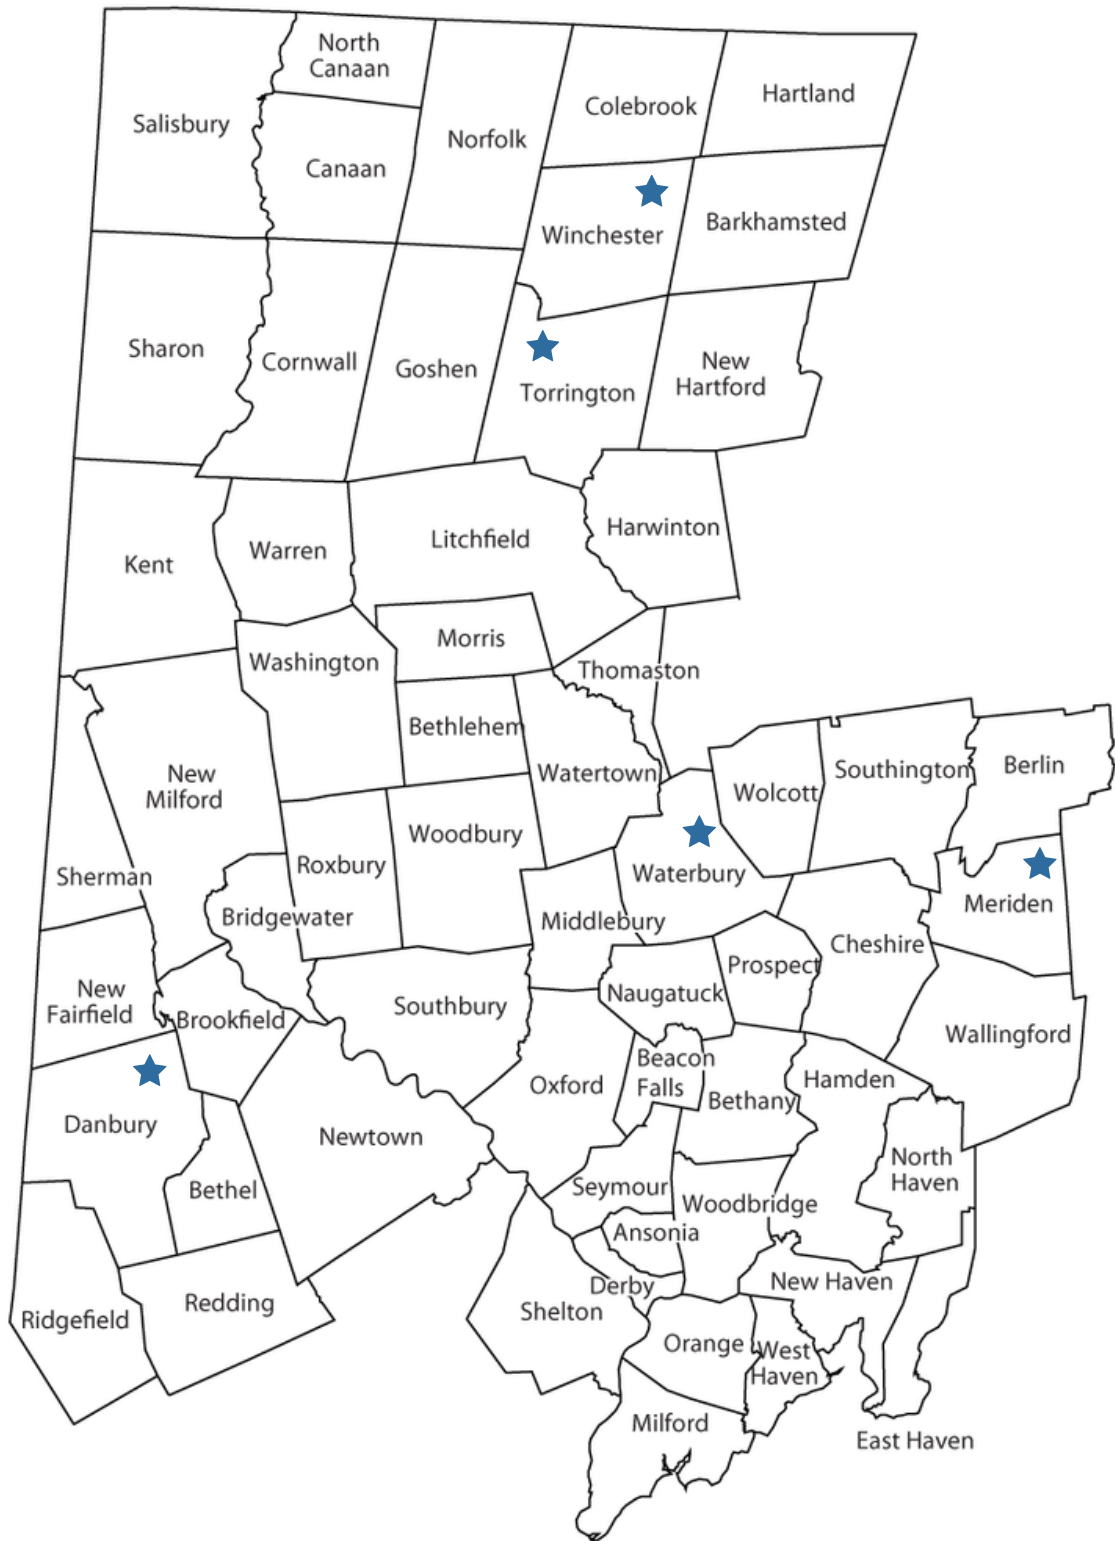 North
Canaan
Salisbury
Canaan
Norfolk
Colebrook
Hartland
Winchester
Barkhamsted
Sharon
Cornwall
Goshen
Torrington
New
Hartford
Kent
Warren
Litchfield
Harwinton
Washington
Morris
Thomaston
Bethlehem
New
Milford
Watertown
Wolcott
Southington
Berlin
Sherman
Roxbury
Woodbury
Waterbury
Meriden
Bridgewater
Middlebury
Cheshire
Prospect
New
Fairfield
Brookfield
Southbury
Naugatuck
Wallingford
Danbury
Newtown
Oxford
Beacon
Falls
Bethany
Hamden
Bethel
Seymour
Woodbridge
North
Haven
Ansonia
Derby
New Haven
Ridgefield
Redding
Shelton
Orange
West
Haven
Milford
East Haven